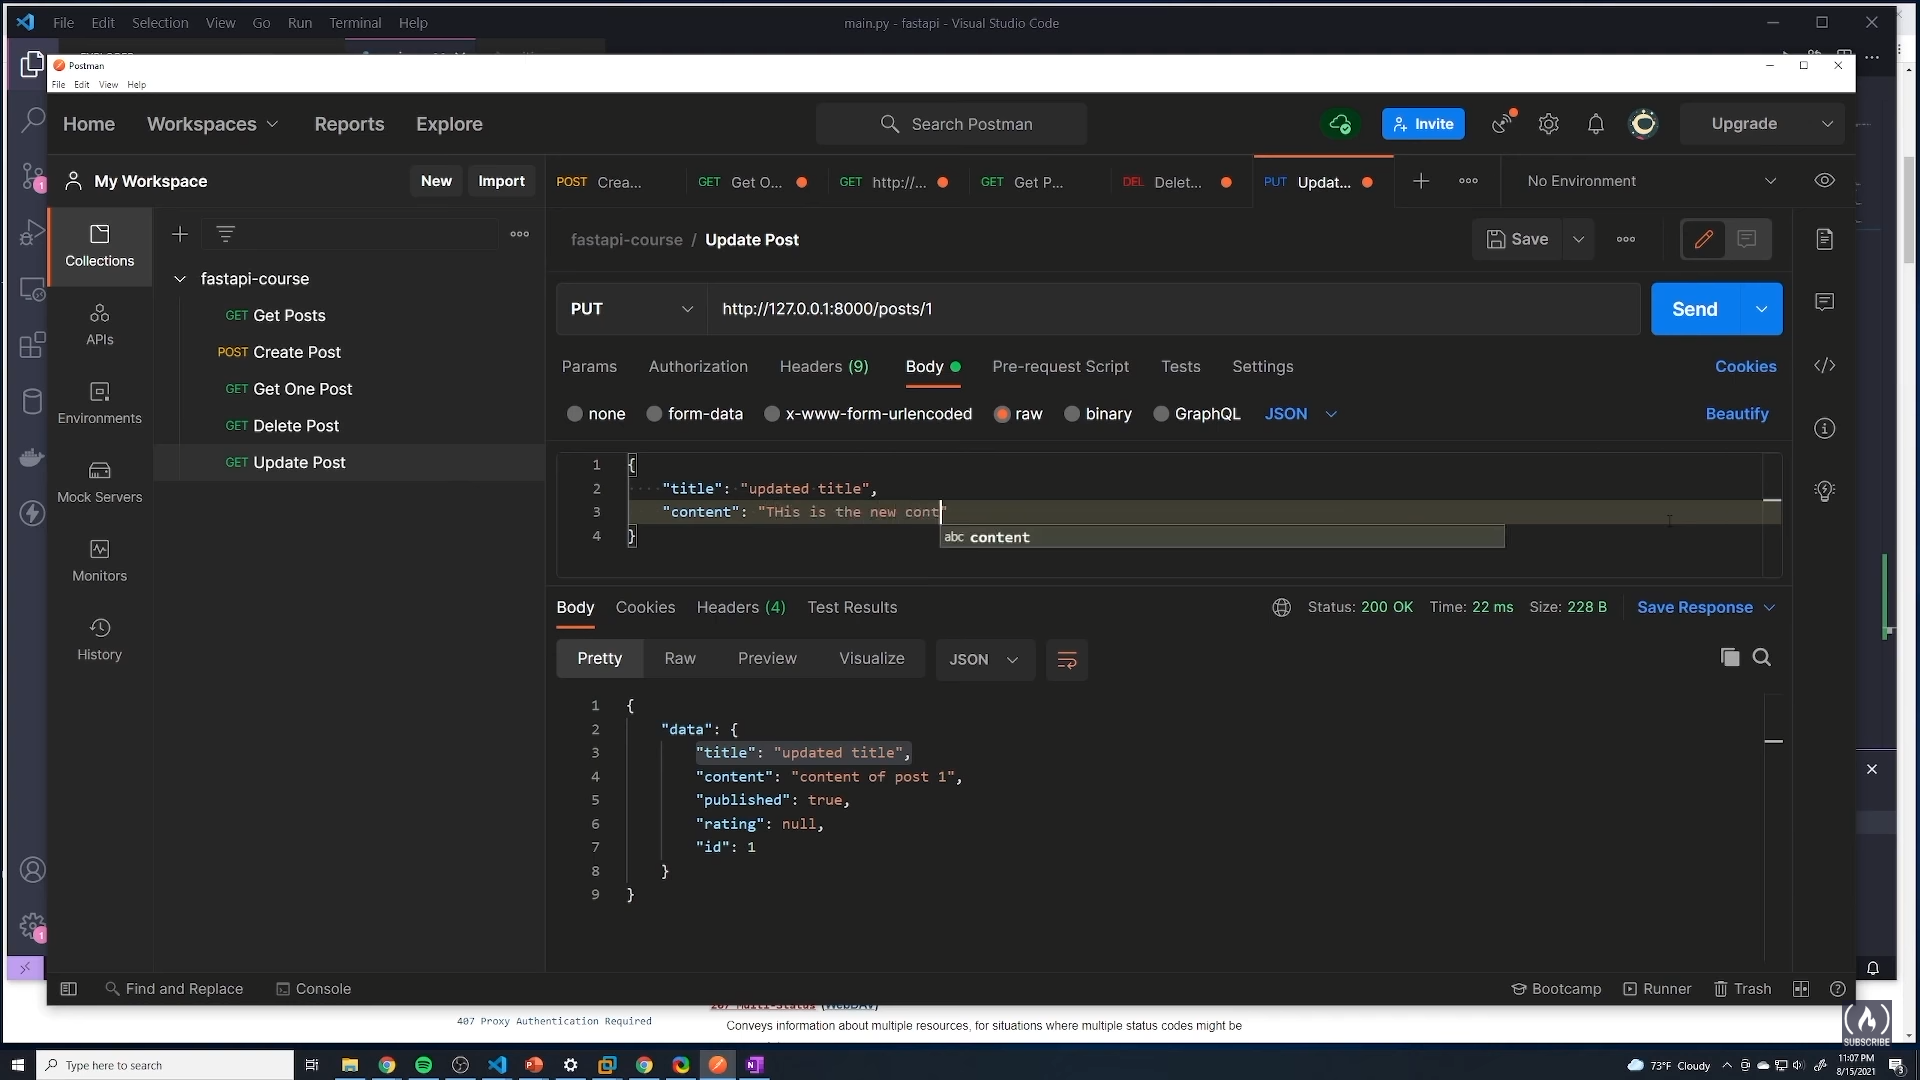 File Edit Selection View Go Run Terminal Help
main.py - fastapi - Visual Studio Code
Postman
File Edit View Help
Home Workspaces Reports Explore
Search Postman
Invite
Upgrade
My Workspace
New Import
POST Crea...
GET Get O...
GET http://...
GET Get P...
DEL Delet...
PUT Updat...
No Environment
Collections
APIs
Environments
Mock Servers
Monitors
History
fastapi-course
GET Get Posts
POST Create Post
GET Get One Post
GET Delete Post
GET Update Post
fastapi-course / Update Post
Save
PUT
http://127.0.0.1:8000/posts/1
Send
Params Authorization Headers (9) Body Pre-request Script Tests Settings
Cookies
none form-data x-www-form-urlencoded raw binary GraphQL JSON
Beautify
1 {
2 "title": "updated title",
3 "content": "THis is the new cont"
abc content
4 }
Body Cookies Headers (4) Test Results
Status: 200 OK Time: 22 ms Size: 228 B
Save Response
Pretty Raw Preview Visualize JSON
1 {
2 "data": {
3 "title": "updated title",
4 "content": "content of post 1",
5 "published": true,
6 "rating": null,
7 "id": 1
8 }
9 }
Find and Replace Console
Bootcamp Runner Trash
207 Multi-Status (WebDAV)
407 Proxy Authentication Required
Conveys information about multiple resources, for situations where multiple status codes might be
SUBSCRIBE
Type here to search
73°F Cloudy
11:07 PM
8/15/2021